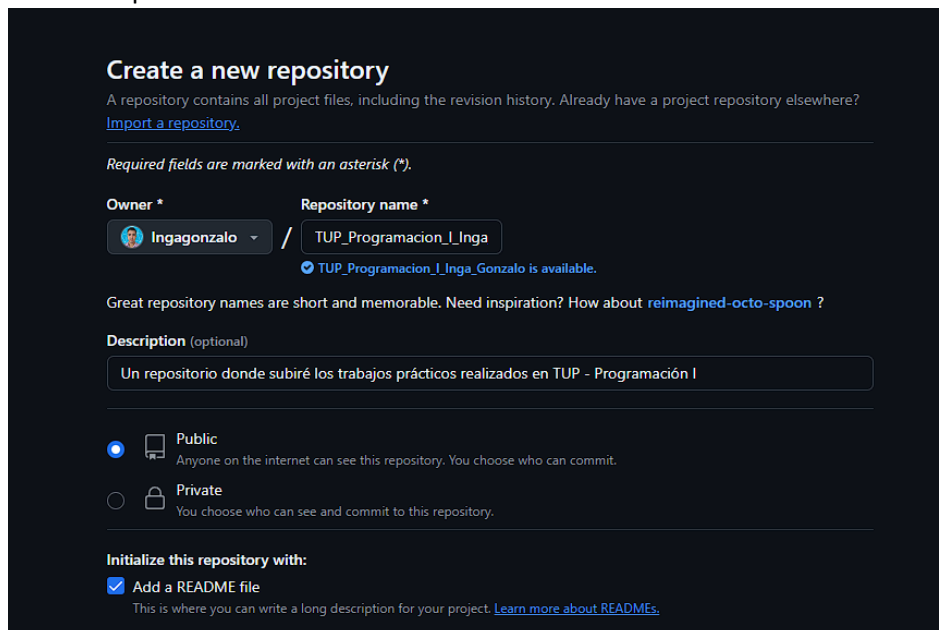 Create a new repository
A repository contains all project files, including the revision history. Already have a project repository elsewhere?
Import a repository.
Required fields are marked with an asterisk (*).
Owner * Repository name *
Ingagonzalo / TUP_Programacion_I_Inga
TUP_Programacion_I_Inga_Gonzalo is available.
Great repository names are short and memorable. Need inspiration? How about reimagined-octo-spoon ?
Description (optional)
Un repositorio donde subiré los trabajos prácticos realizados en TUP - Programación I
Public
Anyone on the internet can see this repository. You choose who can commit.
Private
You choose who can see and commit to this repository.
Initialize this repository with:
Add a README file
This is where you can write a long description for your project. Learn more about READMEs.